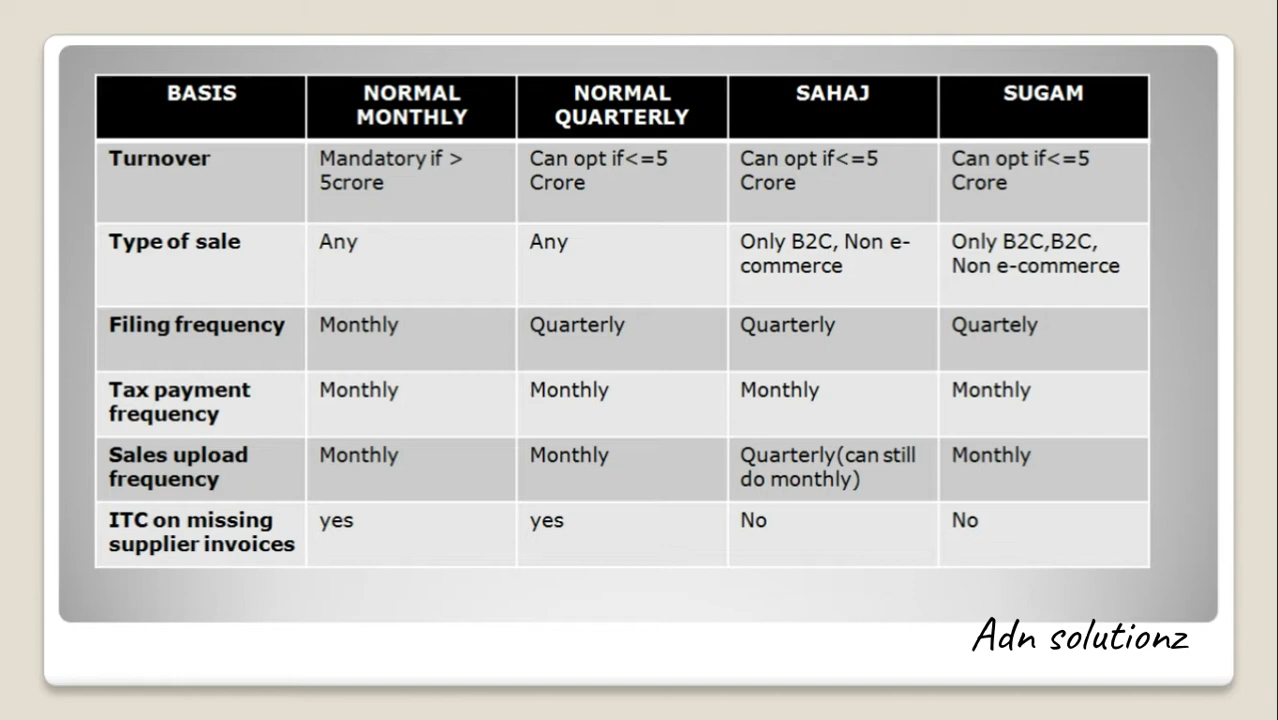 BASIS
NORMAL
MONTHLY
NORMAL
QUARTERLY
SAHAJ
SUGAM
Turnover
Mandatory if >
5crore
Can opt if<=5
Crore
Can opt if<=5
Crore
Can opt if<=5
Crore
Type of sale
Any
Any
Only B2C, Non e-
commerce
Only B2C,B2C,
Non e-commerce
Filing frequency
Monthly
Quarterly
Quarterly
Quartely
Tax payment
frequency
Monthly
Monthly
Monthly
Monthly
Sales upload
frequency
Monthly
Monthly
Quarterly(can still
do monthly)
Monthly
ITC on missing
supplier invoices
yes
yes
No
No
Adn solutionz